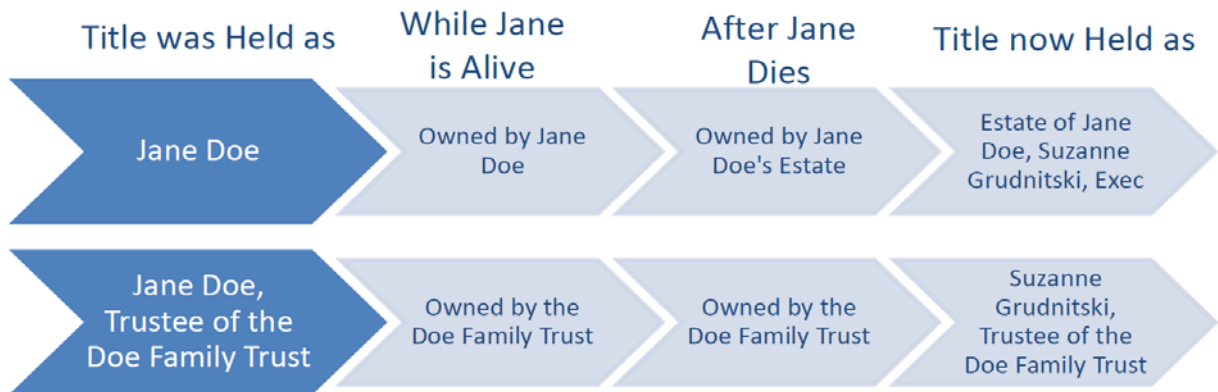 Title was Held as
While Jane
is Alive
After Jane
Dies
Title now Held as
Jane Doe
Owned by Jane
Doe
Owned by Jane
Doe's Estate
Estate of Jane
Doe, Suzanne
Grudnitski, Exec
Jane Doe,
Trustee of the
Doe Family Trust
Owned by the
Doe Family Trust
Owned by the
Doe Family Trust
Suzanne
Grudnitski,
Trustee of the
Doe Family Trust